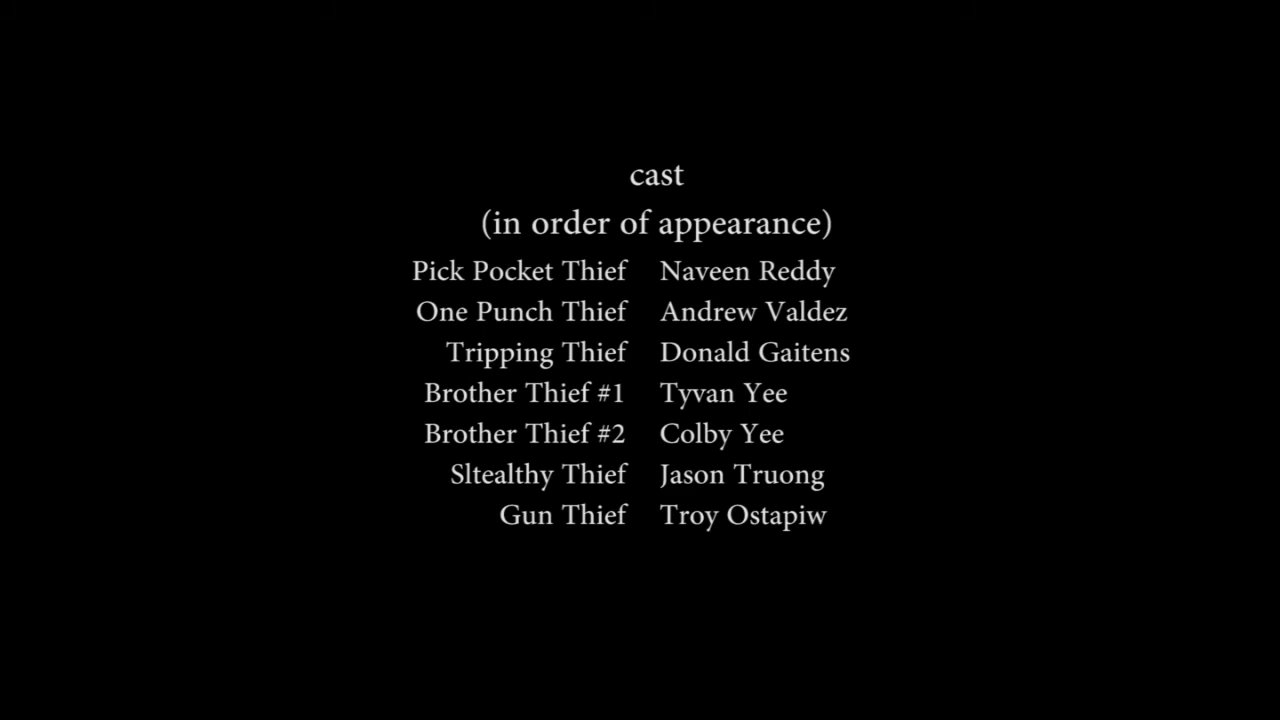 cast
(in order of appearance)
Pick Pocket Thief Naveen Reddy
One Punch Thief Andrew Valdez
Tripping Thief Donald Gaitens
Brother Thief #1 Tyvan Yee
Brother Thief #2 Colby Yee
Sltealthy Thief Jason Truong
Gun Thief Troy Ostapiw